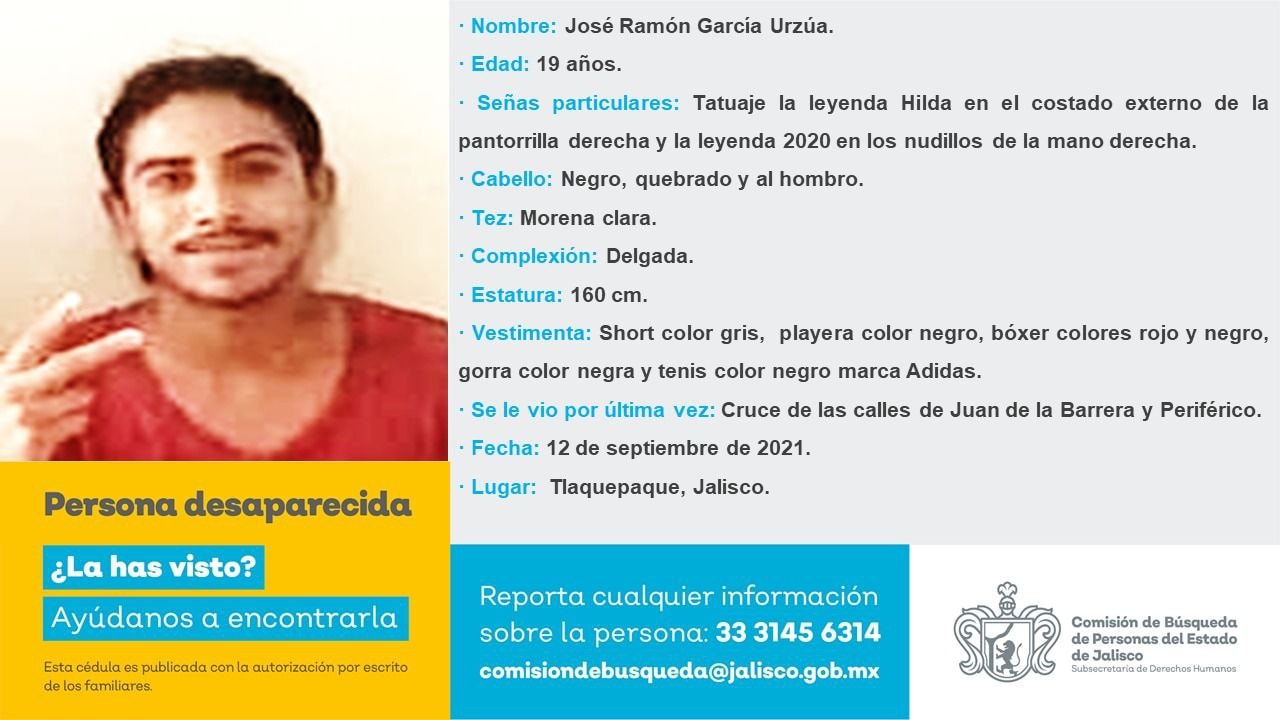 · Nombre: José Ramón García Urzúa.
· Edad: 19 años.
· Señas particulares: Tatuaje la leyenda Hilda en el costado externo de la
pantorrilla derecha y la leyenda 2020 en los nudillos de la mano derecha.
· Cabello: Negro, quebrado y al hombro.
· Tez: Morena clara.
· Complexión: Delgada.
· Estatura: 160 cm.
· Vestimenta: Short color gris, playera color negro, bóxer colores rojo y negro,
gorra color negra y tenis color negro marca Adidas.
· Se le vio por última vez: Cruce de las calles de Juan de la Barrera y Periférico.
· Fecha: 12 de septiembre de 2021.
· Lugar: Tlaquepaque, Jalisco.
Persona desaparecida
¿La has visto?
Ayúdanos a encontrarla
Esta cédula es publicada con la autorización por escrito
de los familiares.
Reporta cualquier información
sobre la persona: 33 3145 6314
comisiondebusqueda@jalisco.gob.mx
Comisión de Búsqueda
de Personas del Estado
de Jalisco
Subsecretaría de Derechos Humanos